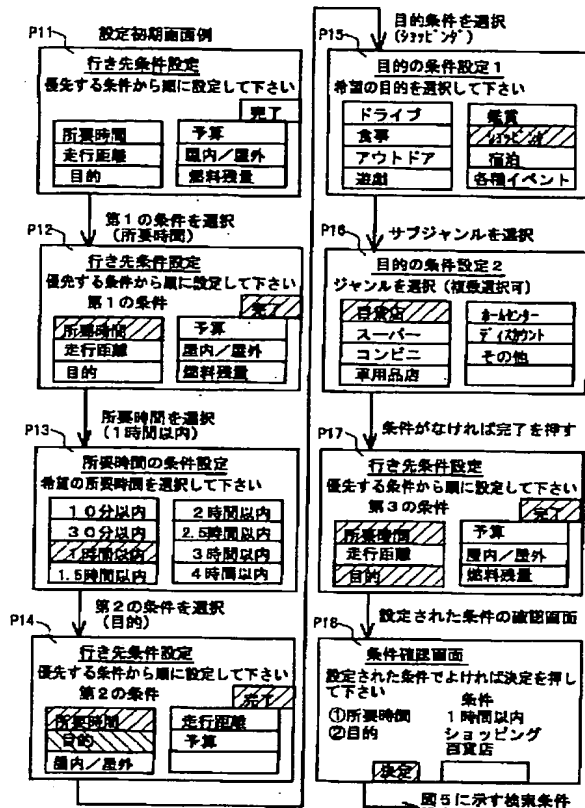 P11
設定初期画面例
行き先条件設定
優先する条件から順に設定して下さい
完了
所要時間
走行距離
目的
予算
屋内／屋外
燃料残量
第1の条件を選択
(所要時間)
P12
行き先条件設定
優先する条件から順に設定して下さい
第1の条件
完了
所要時間
走行距離
目的
予算
屋内／屋外
燃料残量
所要時間を選択
(1時間以内)
P13
所要時間の条件設定
希望の所要時間を選択して下さい
10分以内
30分以内
1時間以内
1.5時間以内
2時間以内
2.5時間以内
3時間以内
4時間以内
第2の条件を選択
(目的)
P14
行き先条件設定
優先する条件から順に設定して下さい
第2の条件
完了
所要時間
目的
屋内／屋外
走行距離
予算
目的条件を選択
(ｼｮｯﾋﾟﾝｸﾞ)
P15
目的の条件設定1
希望の目的を選択して下さい
ドライブ
食事
アウトドア
遊戯
鑑賞
ｼｮｯﾋﾟﾝｸﾞ
宿泊
各種イベント
サブジャンルを選択
P16
目的の条件設定2
ジャンルを選択（複数選択可）
百貨店
スーパー
コンビニ
車用品店
ﾎｰﾑｾﾝﾀｰ
ﾃﾞｨｽｶｳﾝﾄ
その他
条件がなければ完了を押す
P17
行き先条件設定
優先する条件から順に設定して下さい
第3の条件
完了
所要時間
走行距離
目的
予算
屋内／屋外
燃料残量
設定された条件の確認画面
P18
条件確認画面
設定された条件でよければ決定を押し
て下さい
条件
①所要時間 1時間以内
②目的 ショッピング
百貨店
決定
図5に示す検索条件